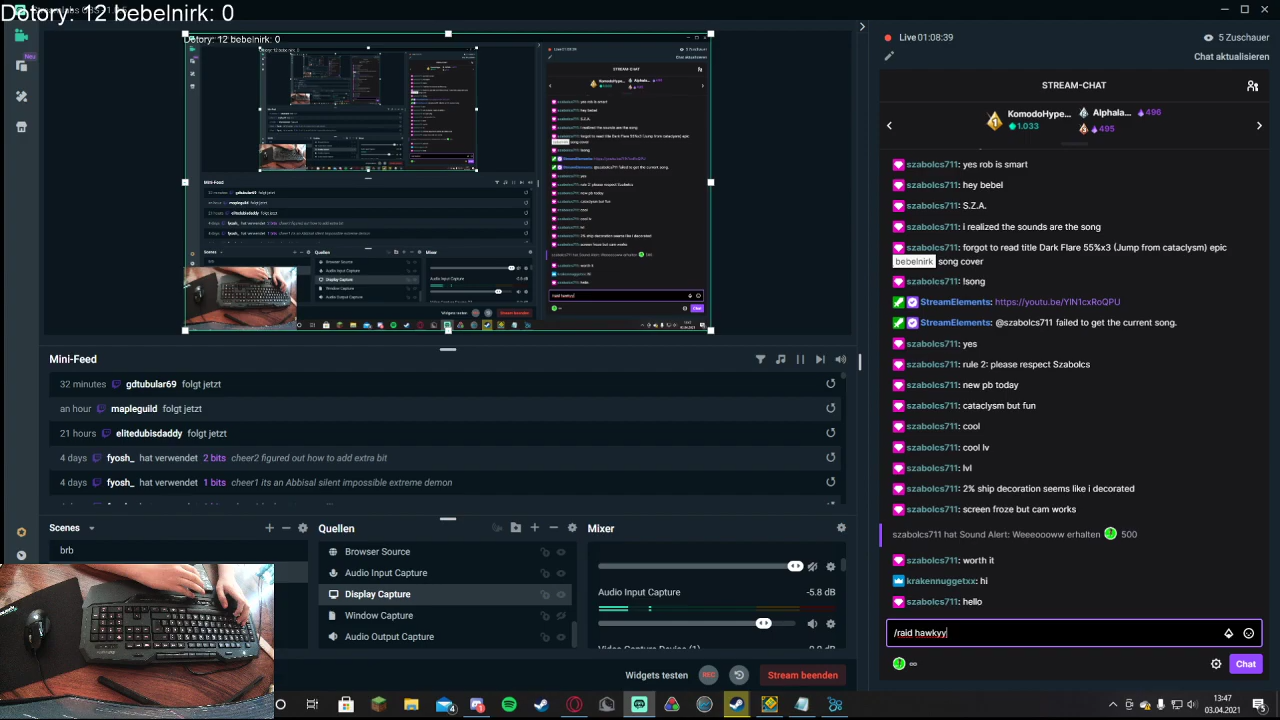 Dotory: 12 bebelnirk: 0
Neu
Live 01:08:39
5 Zuschauer
Chat aktualisieren
STREAM-CHAT
KomodoHype...
1.033
Alphast...
496
495
szabolcs711: yes rob is smart
szabolcs711: hey babat
szabolcs711: S.Z.A.
szabolcs711: I realized the sounds are the song
szabolcs711: forgot to react title Dark Flare 55%x3 (Jump from cataclysm) epic
bebelnirk song cover
szabolcs711: !song
StreamElements: https://youtu.be/YlN1cxRoQPU
StreamElements: @szabolcs711 failed to get the current song.
szabolcs711: yes
szabolcs711: rule 2: please respect Szabolcs
szabolcs711: new pb today
szabolcs711: cataclysm but fun
szabolcs711: cool
szabolcs711: cool lv
szabolcs711: lvl
szabolcs711: 2% ship decoration seems like i decorated
szabolcs711: screen froze but cam works
szabolcs711 hat Sound Alert: Weeeoooww erhalten 500
szabolcs711: worth it
krakennuggetxx: hi
szabolcs711: hello
/raid hawkyy
∞
Chat
Mini-Feed
32 minutes gdtubular69 folgt jetzt
an hour mapleguild folgt jetzt
21 hours elitedubisdaddy folgt jetzt
4 days fyosh_ hat verwendet 2 bits cheer2 figured out how to add extra bit
4 days fyosh_ hat verwendet 1 bits cheer1 its an Abbisal silent impossible extreme demon
Scenes
brb
Quellen
Browser Source
Audio Input Capture
Display Capture
Window Capture
Audio Output Capture
Mixer
Audio Input Capture
-5.8 dB
Widgets testen
REC
Stream beenden
13:47
03.04.2021